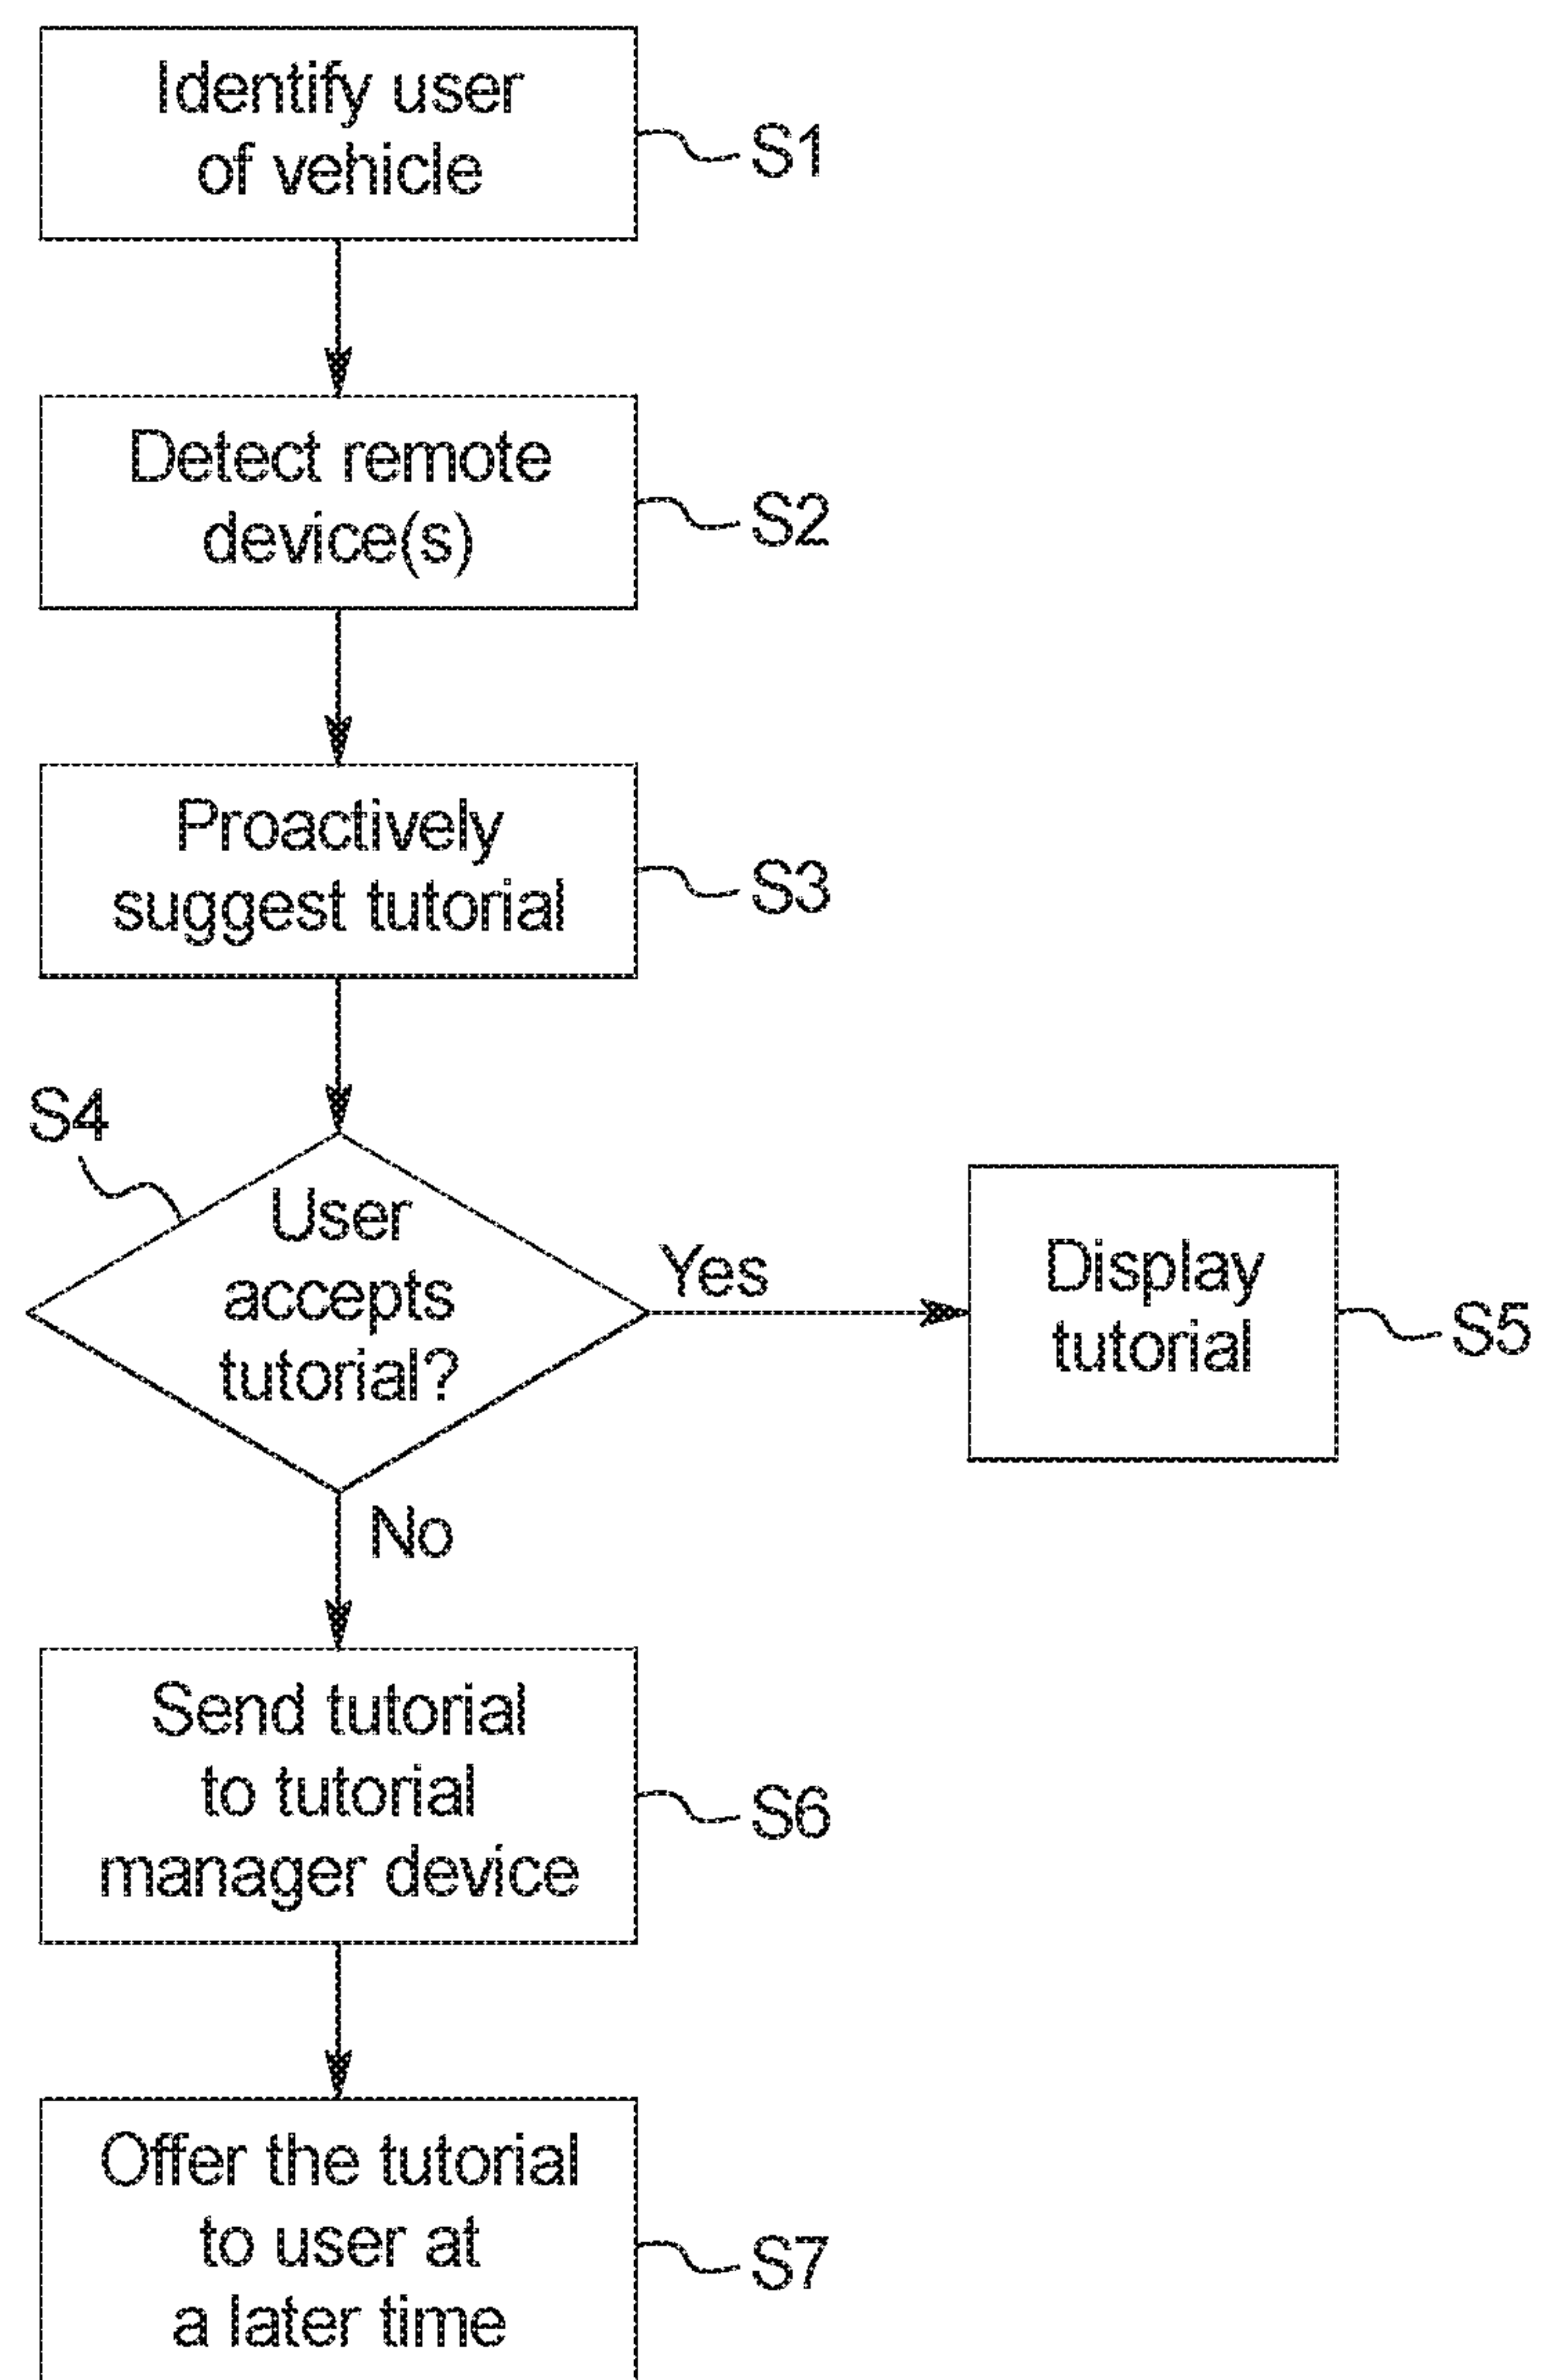 Identify user
of vehicle
S1
Detect remote
device(s)
S2
Proactively
suggest tutorial
S3
S4
User
accepts
tutorial?
Yes
Display
tutorial
S5
No
Send tutorial
to tutorial
manager device
S6
Offer the tutorial
to user at
a later time
S7